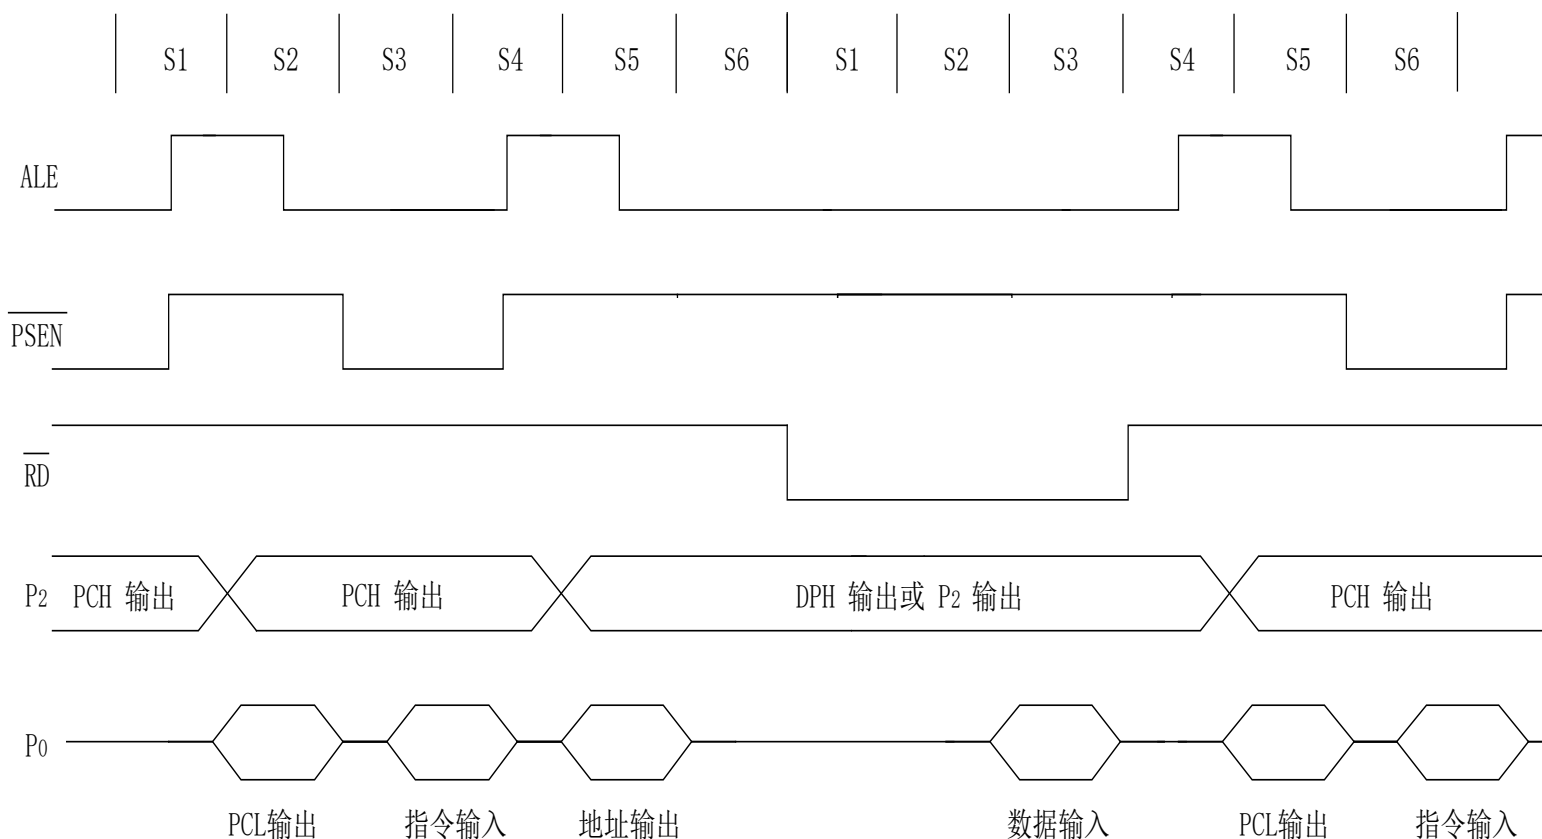 S1 S2 S3 S4 S5 S6 S1 S2 S3 S4 S5 S6
ALE
PSEN
RD
P2 PCH 输出 PCH 输出 DPH 输出或 P2 输出 PCH 输出
P0
PCL输出 指令输入 地址输出 数据输入 PCL输出 指令输入